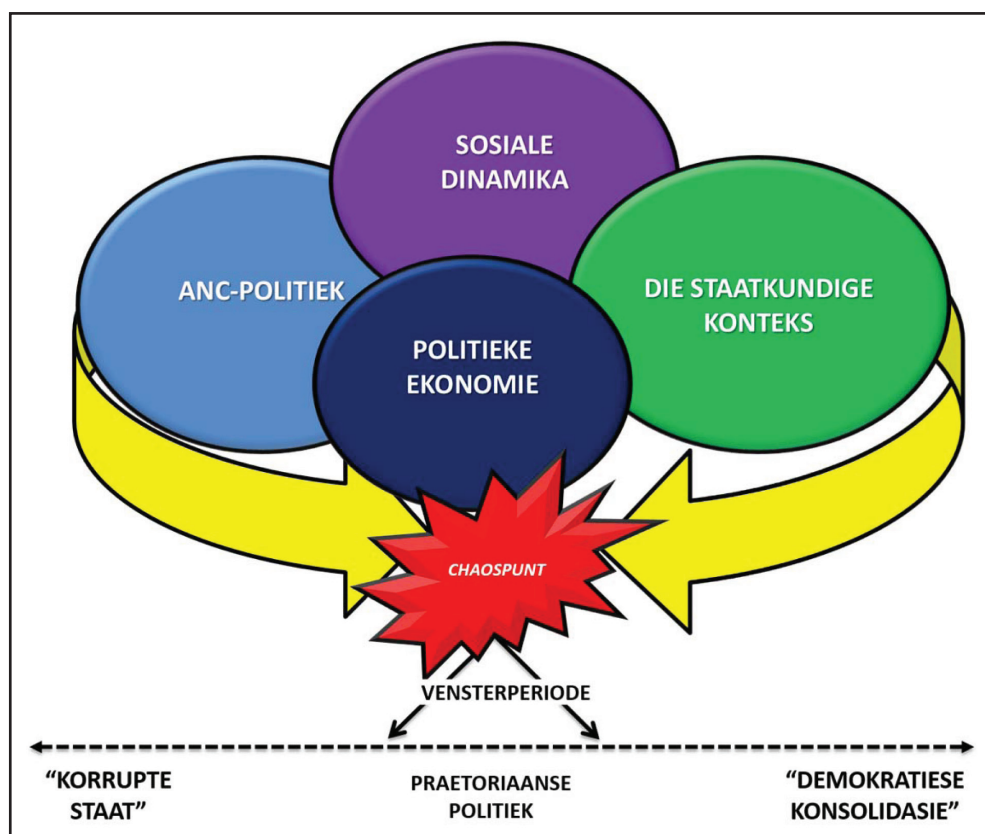 SOSIALE
DINAMIKA
ANC-POLITIEK
DIE STAATKUNDIGE
KONTEKS
POLITIEKE
EKONOMIE
CHAOSPUNT
VENSTERPERIODE
“KORRUPTE
STAAT”
PRAETORIAANSE
POLITIEK
“DEMOKRATIESE
KONSOLIDASIE”